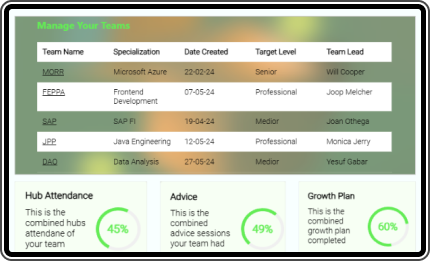 Manage Your Teams
Team Name Specialization Date Created Target Level Team Lead
MORR Microsoft Azure 22-02-24 Senior Will Cooper
FEPPA Frontend Development 07-05-24 Professional Joop Melcher
SAP SAP FI 19-04-24 Medior Joan Othega
JPP Java Engineering 12-05-24 Professional Monica Jerry
DAO Data Analysis 27-05-24 Medior Yesuf Gabar
Hub Attendance
This is the
combined hubs
attendane of
your team
45%
Advice
This is the
combined
advice sessions
your team had
49%
Growth Plan
This is the
combined
growth plan
completed
60%